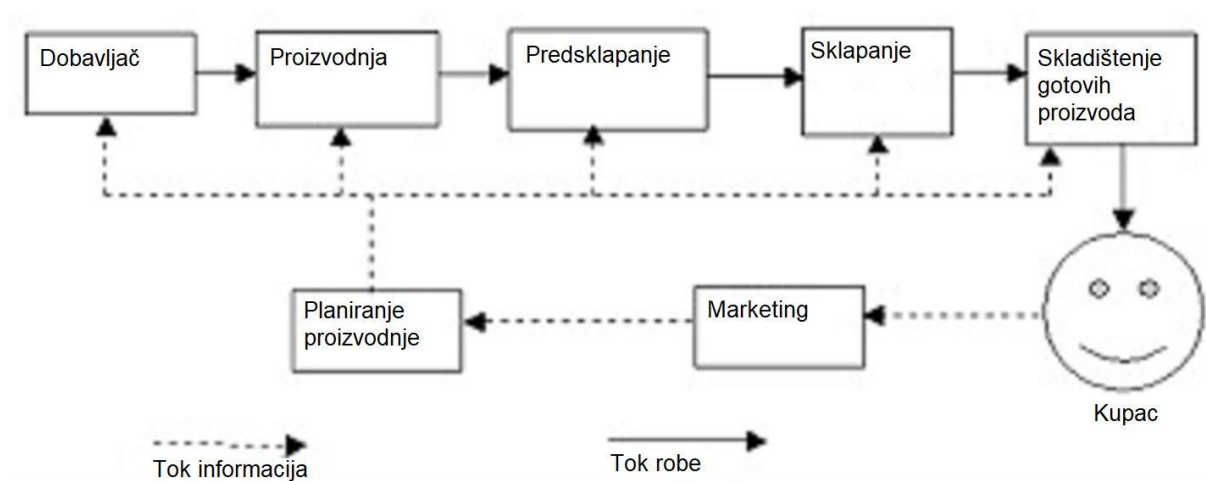 Dobavljač
Proizvodnja
Predsklapanje
Sklapanje
Skladištenje
gotovih
proizvoda
Planiranje
proizvodnje
Marketing
Kupac
Tok informacija
Tok robe